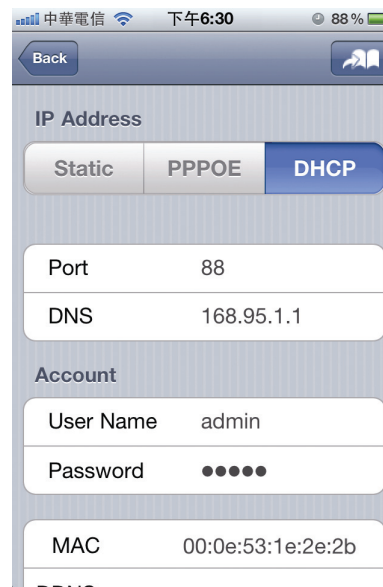 中華電信 下午6:30 88%
Back
IP Address
Static PPPOE DHCP
Port 88
DNS 168.95.1.1
Account
User Name admin
Password ●●●●●
MAC 00:0e:53:1e:2e:2b